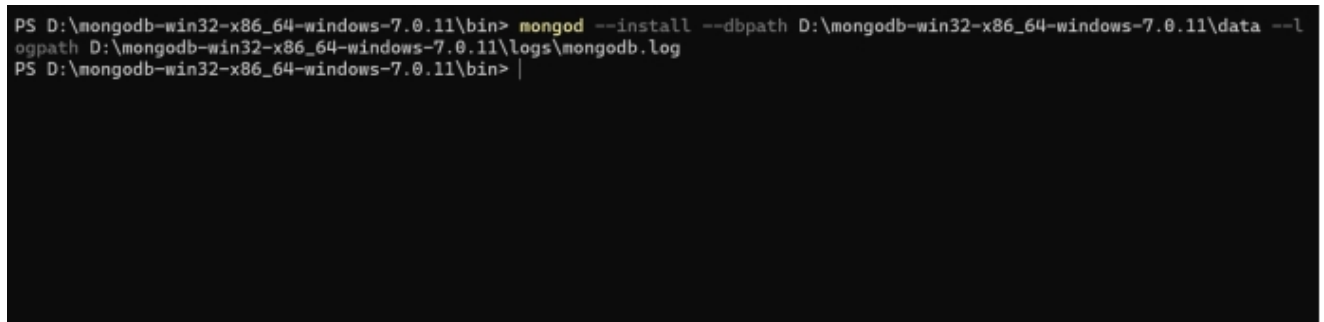 PS D:\mongodb-win32-x86_64-windows-7.0.11\bin> mongod --install --dbpath D:\mongodb-win32-x86_64-windows-7.0.11\data --l
ogpath D:\mongodb-win32-x86_64-windows-7.0.11\logs\mongodb.log
PS D:\mongodb-win32-x86_64-windows-7.0.11\bin>